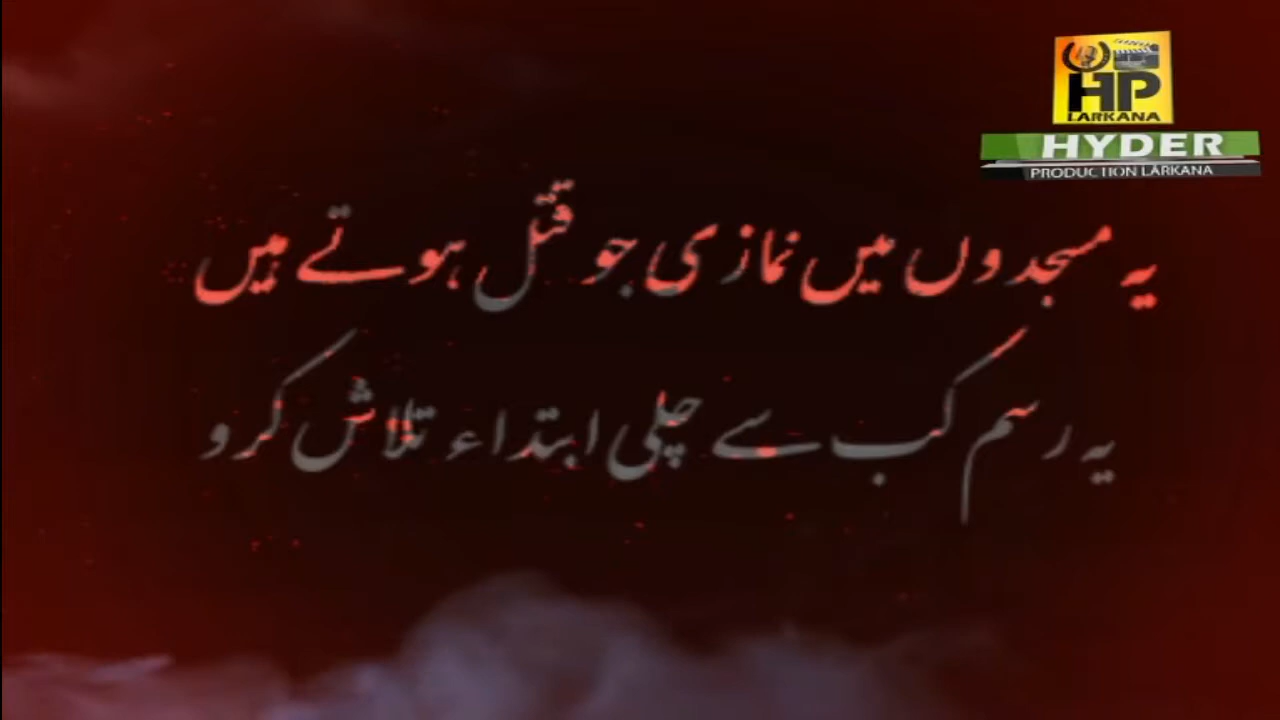 HP
LARKANA
HYDER
PRODUCTION LARKANA
یہ مسجدوں میں نمازی جو قتل ہوتے ہیں
یہ رسم کب سے چلی ابتداء تلاش کرو